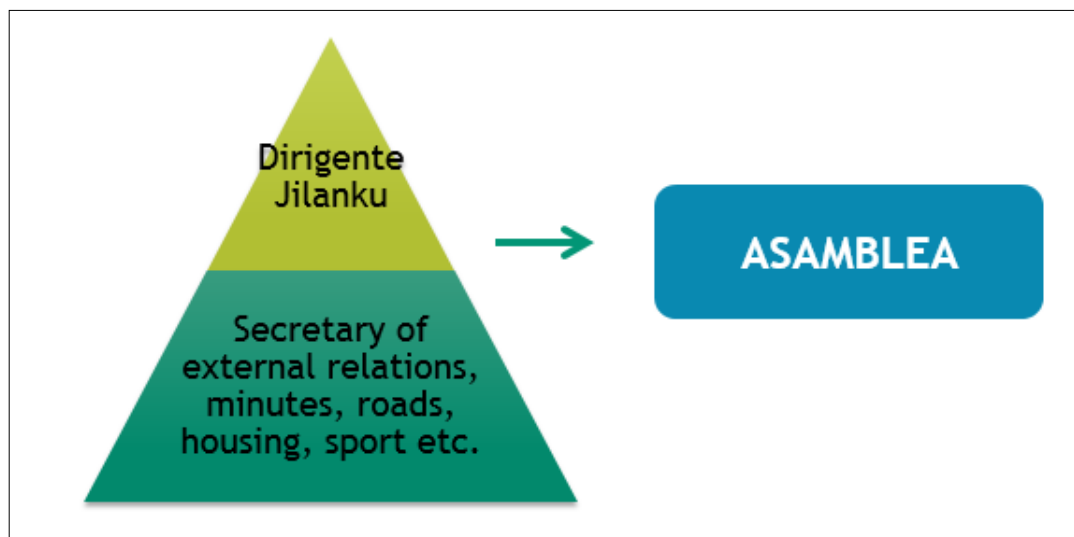 Dirigente
Jilanku
ASAMBLEA
Secretary of
external relations,
minutes, roads,
housing, sport etc.